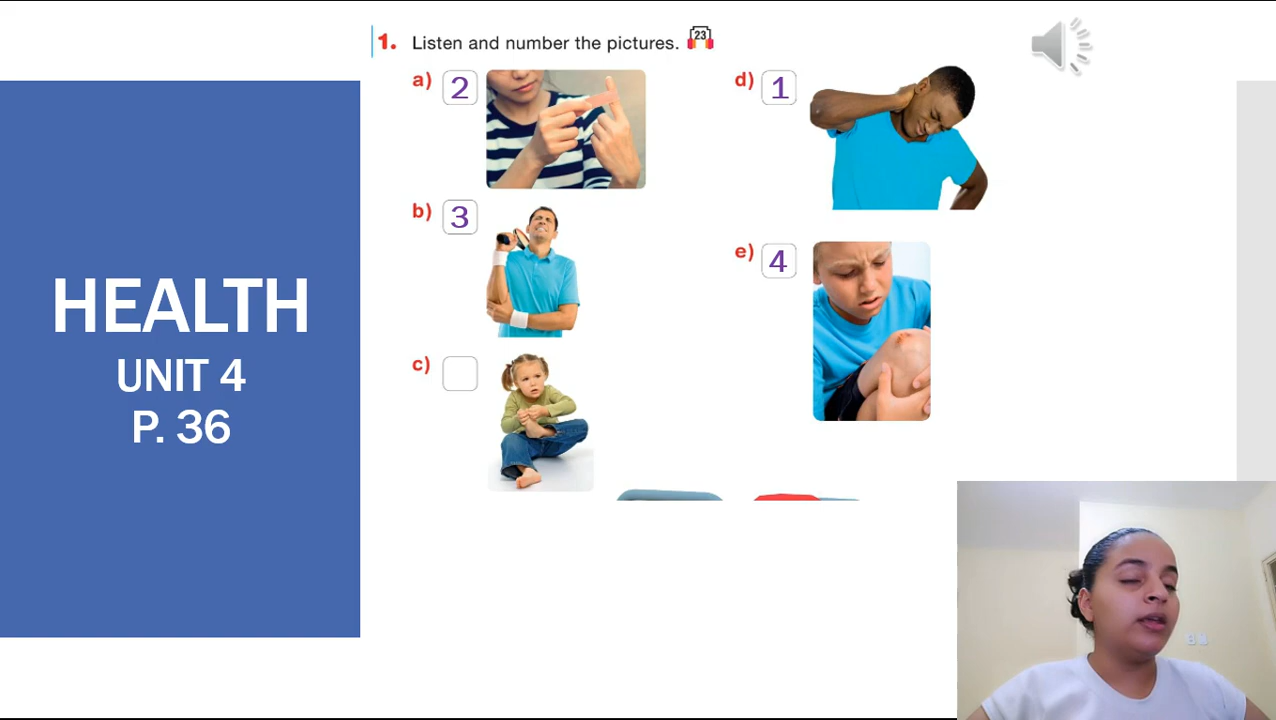 1. Listen and number the pictures. 23
a) 2
d) 1
b) 3
e) 4
c)
HEALTH
UNIT 4
P. 36